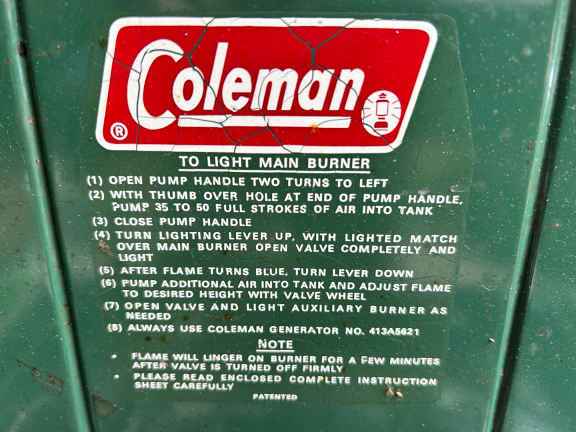 Coleman
®
TO LIGHT MAIN BURNER
(1) OPEN PUMP HANDLE TWO TURNS TO LEFT
(2) WITH THUMB OVER HOLE AT END OF PUMP HANDLE,
PUMP 35 TO 50 FULL STROKES OF AIR INTO TANK
(3) CLOSE PUMP HANDLE
(4) TURN LIGHTING LEVER UP, WITH LIGHTED MATCH
OVER MAIN BURNER OPEN VALVE COMPLETELY AND
LIGHT
(5) AFTER FLAME TURNS BLUE, TURN LEVER DOWN
(6) PUMP ADDITIONAL AIR INTO TANK AND ADJUST FLAME
TO DESIRED HEIGHT WITH VALVE WHEEL
(7) OPEN VALVE AND LIGHT AUXILIARY BURNER AS
NEEDED
(8) ALWAYS USE COLEMAN GENERATOR NO. 413A5621
NOTE
• FLAME WILL LINGER ON BURNER FOR A FEW MINUTES
AFTER VALVE IS TURNED OFF FIRMLY
• PLEASE READ ENCLOSED COMPLETE INSTRUCTION
SHEET CAREFULLY
PATENTED